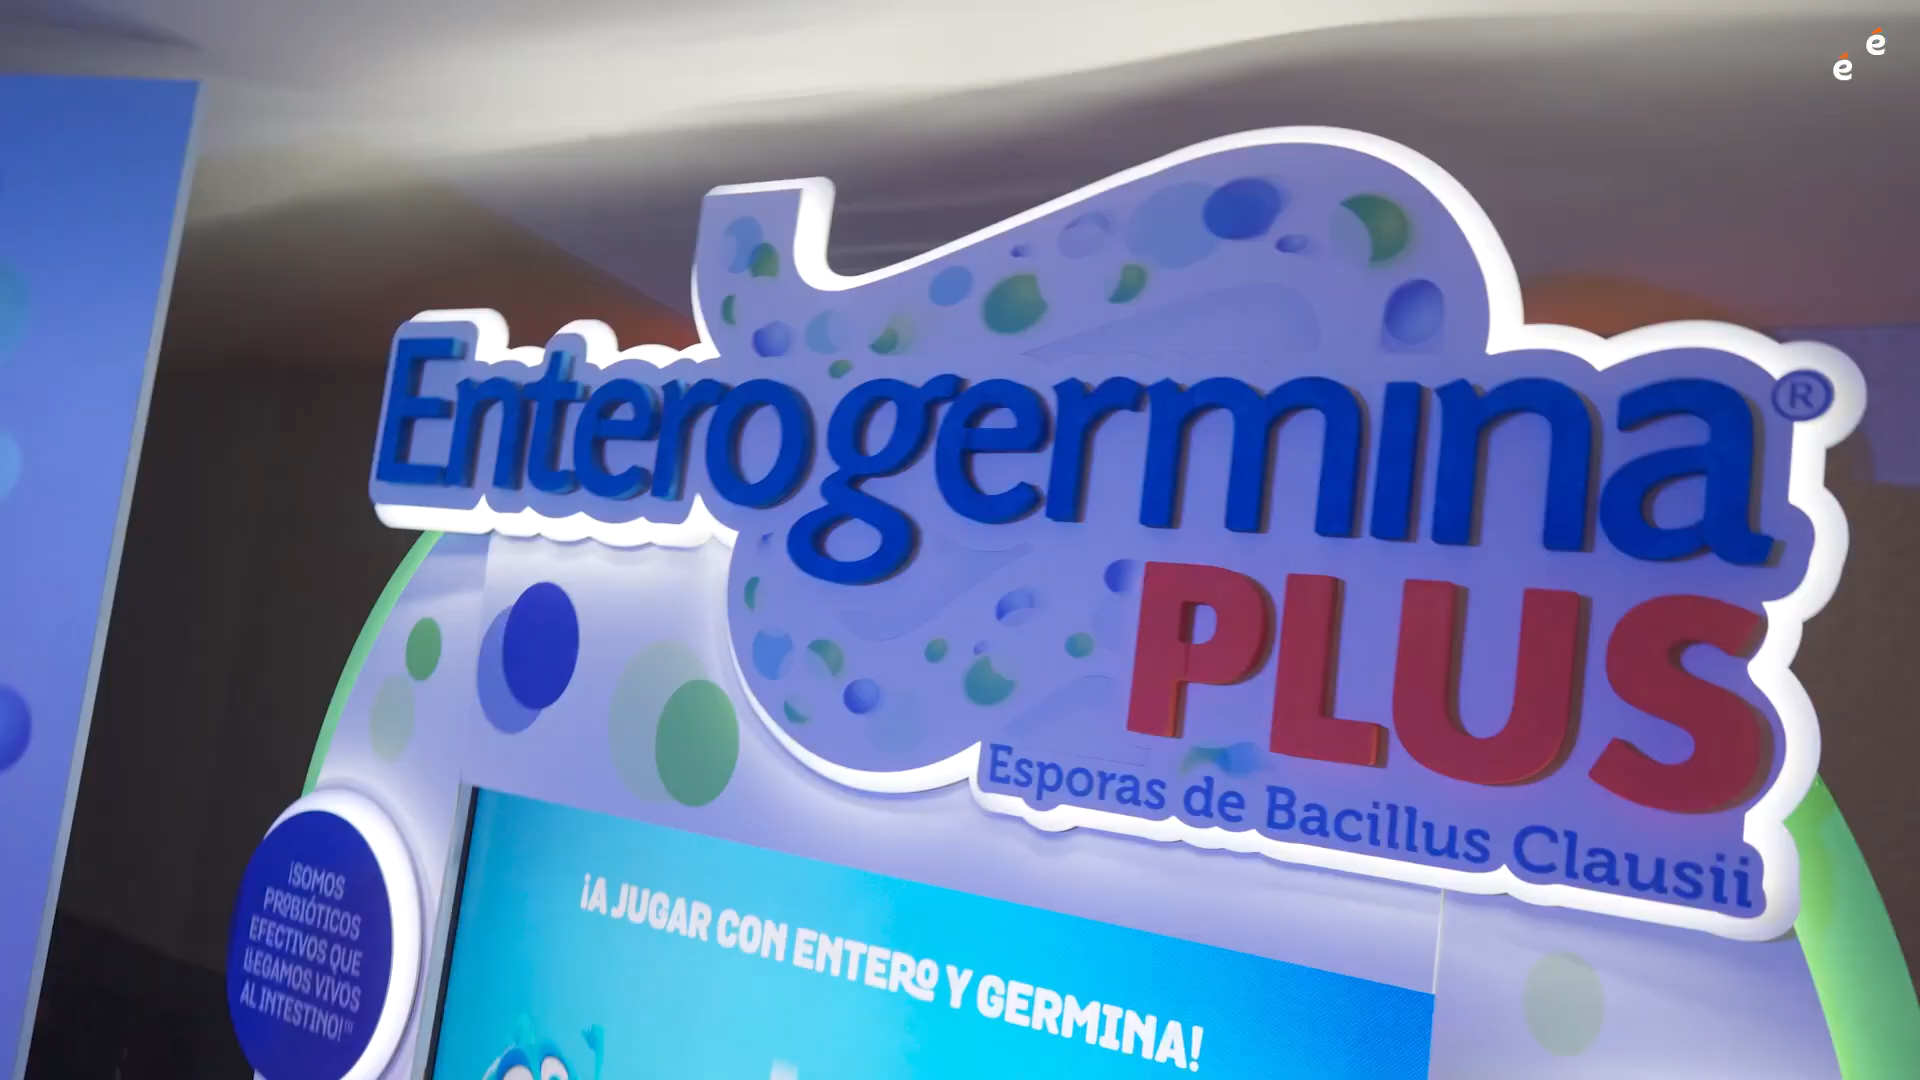 é é
Enterogermina®
PLUS
Esporas de Bacillus Clausii
¡SOMOS
PROBIÓTICOS
EFECTIVOS QUE
LLEGAMOS VIVOS
AL INTESTINO!
¡A JUGAR CON ENTERO Y GERMINA!